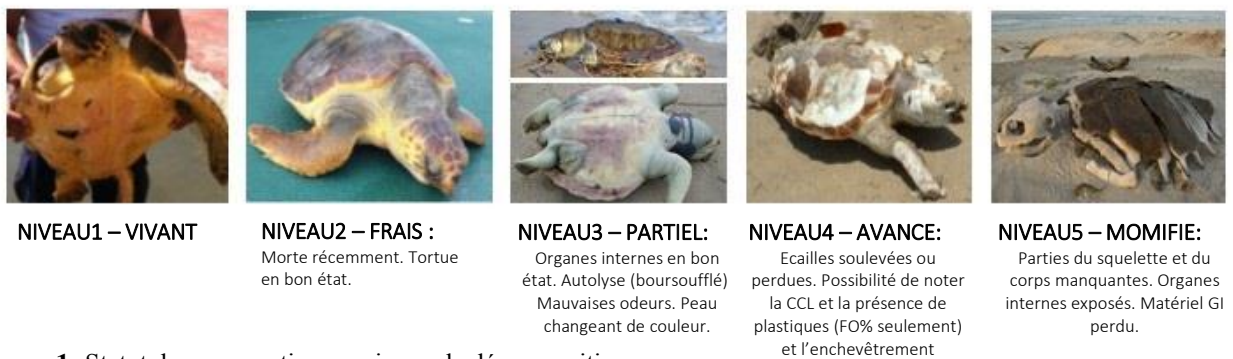 NIVEAU1 – VIVANT
NIVEAU2 – FRAIS :
Morte récemment. Tortue
en bon état.
NIVEAU3 – PARTIEL:
Organes internes en bon
état. Autolyse (boursoufflé)
Mauvaises odeurs. Peau
changeant de couleur.
NIVEAU4 – AVANCE:
Ecailles soulevées ou
perdues. Possibilité de noter
la CCL et la présence de
plastiques (FO% seulement)
et l’enchevêtrement
NIVEAU5 – MOMIFIE:
Parties du squelette et du
corps manquantes. Organes
internes exposés. Matériel GI
perdu.